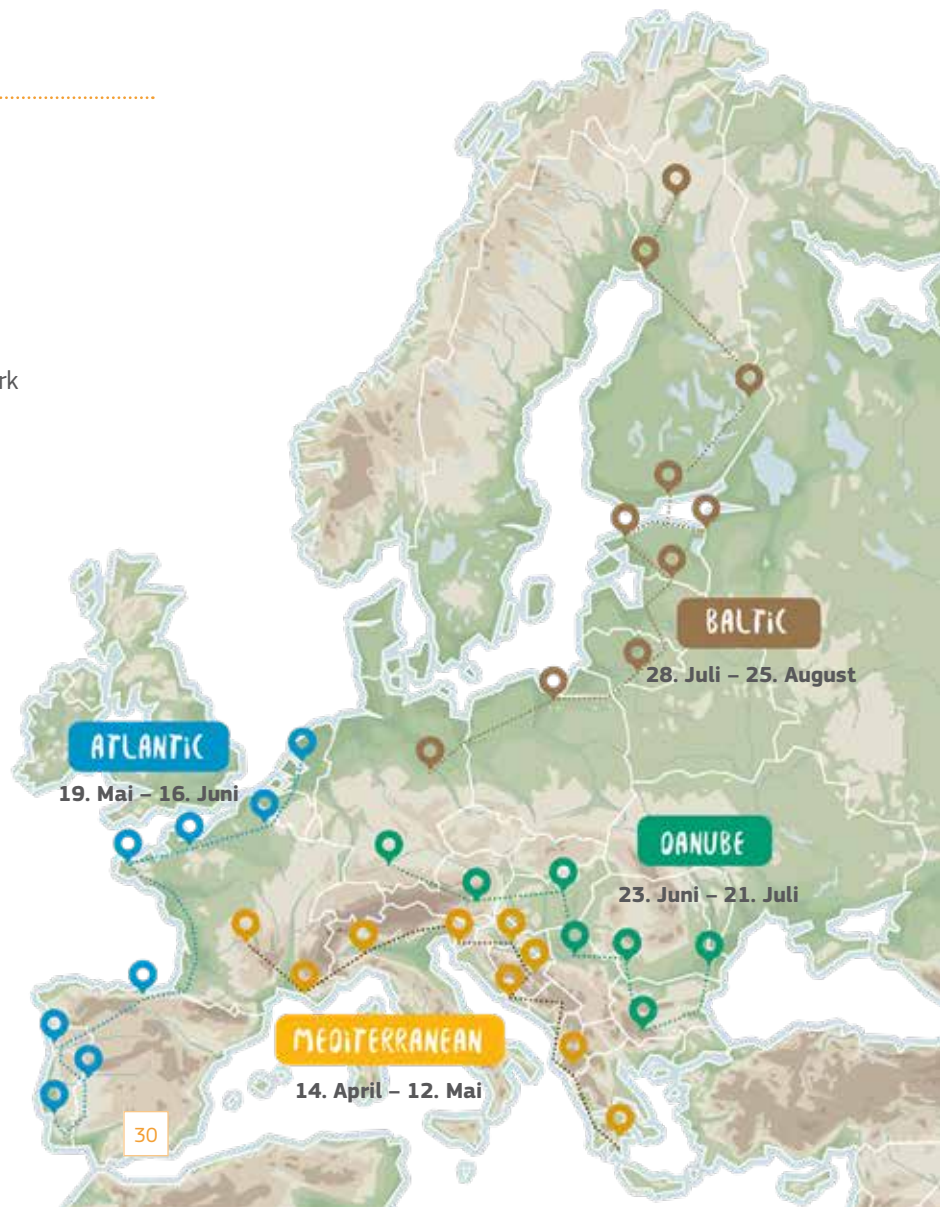 rk
BALTIC
28. Juli – 25. August
ATLANTIC
19. Mai – 16. Juni
DANUBE
23. Juni – 21. Juli
MEDITERRANEAN
14. April – 12. Mai
30